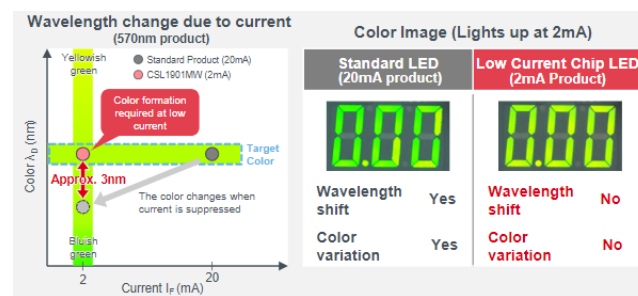 Wavelength change due to current
(570nm product)
Yellowish
green
Standard Product (20mA)
CSL1901MW (2mA)
Color formation
required at low
current
Target
Color
Approx. 3nm
The color changes when
current is suppressed
Bluish
green
Color λD (nm)
2
20
Current IF (mA)
Color Image (Lights up at 2mA)
Standard LED
(20mA product)
Low Current Chip LED
(2mA Product)
0.00
0.00
Wavelength
shift
Yes
Wavelength
shift
No
Color
variation
Yes
Color
variation
No